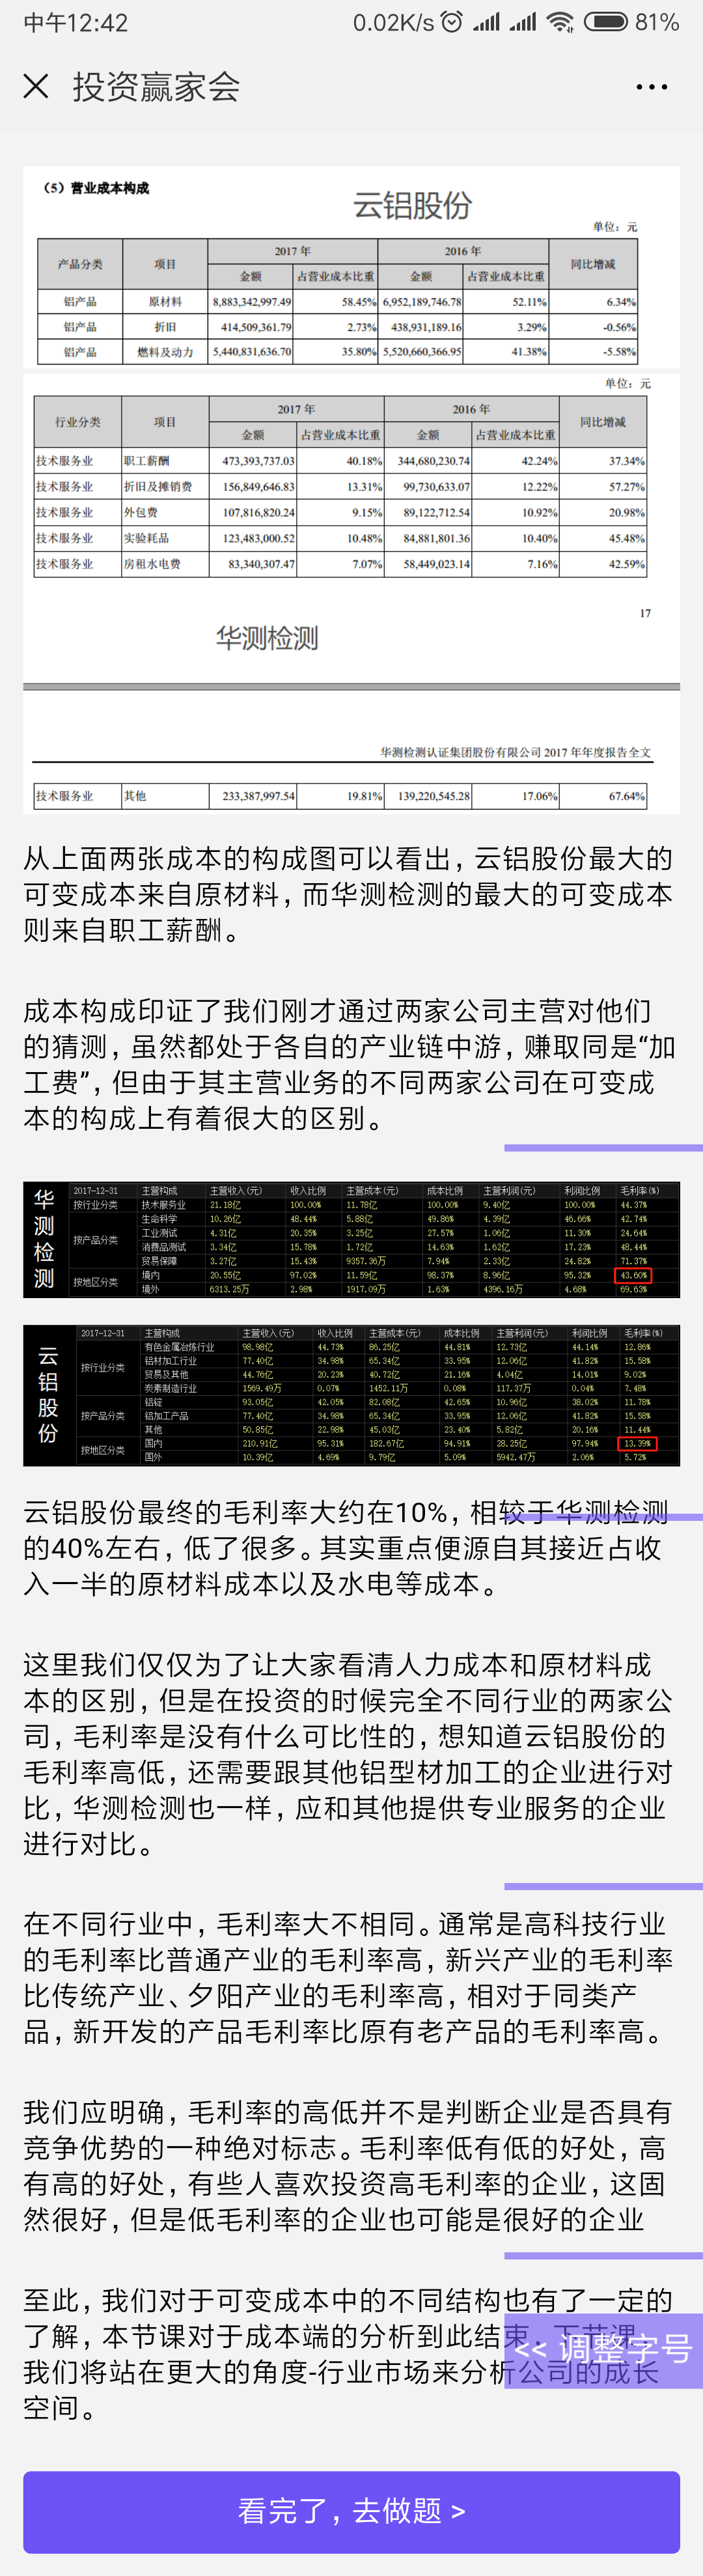 中午12:42 0.02K/s 81%
投资赢家会 ...
（5）营业成本构成
云铝股份
单位：元
产品分类 项目 2017 年 2016 年 同比增减
金额 占营业成本比重 金额 占营业成本比重
铝产品 原材料 8,883,342,997.49 58.45% 6,952,189,746.78 52.11% 6.34%
铝产品 折旧 414,509,361.79 2.73% 438,931,189.16 3.29% -0.56%
铝产品 燃料及动力 5,440,831,636.70 35.80% 5,520,660,366.95 41.38% -5.58%
单位：元
行业分类 项目 2017 年 2016 年 同比增减
金额 占营业成本比重 金额 占营业成本比重
技术服务业 职工薪酬 473,393,737.03 40.18% 344,680,230.74 42.24% 37.34%
技术服务业 折旧及摊销费 156,849,646.83 13.31% 99,730,633.07 12.22% 57.27%
技术服务业 外包费 107,816,820.24 9.15% 89,122,712.54 10.92% 20.98%
技术服务业 实验耗品 123,483,000.52 10.48% 84,881,801.36 10.40% 45.48%
技术服务业 房租水电费 83,340,307.47 7.07% 58,449,023.14 7.16% 42.59%
17
华测检测
华测检测认证集团股份有限公司 2017 年年度报告全文
技术服务业 其他 233,387,997.54 19.81% 139,220,545.28 17.06% 67.64%
从上面两张成本的构成图可以看出，云铝股份最大的
可变成本来自原材料，而华测检测的最大的可变成本
则来自职工薪酬。
成本构成印证了我们刚才通过两家公司主营对他们
的猜测，虽然都处于各自的产业链中游，赚取同是“加
工费”，但由于其主营业务的不同两家公司在可变成
本的构成上有着很大的区别。
华测检测
2017-12-31 主营构成 主营收入(元) 收入比例 主营成本(元) 成本比例 主营利润(元) 利润比例 毛利率(%)
按行业分类 技术服务业 21.18亿 100.00% 11.78亿 100.00% 9.40亿 100.00% 44.37%
按产品分类 生命科学 10.26亿 48.44% 5.88亿 49.86% 4.39亿 46.66% 42.74%
工业测试 4.31亿 20.35% 3.25亿 27.57% 1.06亿 11.30% 24.64%
消费品测试 3.34亿 15.78% 1.72亿 14.63% 1.62亿 17.23% 48.44%
贸易保障 3.27亿 15.43% 9357.36万 7.94% 2.33亿 24.82% 71.37%
按地区分类 境内 20.55亿 97.02% 11.59亿 98.37% 8.96亿 95.32% 43.60%
境外 6313.25万 2.98% 1917.09万 1.63% 4396.16万 4.68% 69.63%
云铝股份
2017-12-31 主营构成 主营收入(元) 收入比例 主营成本(元) 成本比例 主营利润(元) 利润比例 毛利率(%)
按行业分类 有色金属冶炼行业 98.98亿 44.73% 86.25亿 44.81% 12.73亿 44.14% 12.86%
铝材加工行业 77.40亿 34.98% 65.34亿 33.95% 12.06亿 41.82% 15.58%
贸易及其他 44.76亿 20.23% 40.72亿 21.16% 4.04亿 14.01% 9.02%
炭素制造行业 1569.49万 0.07% 1452.11万 0.08% 117.37万 0.04% 7.48%
按产品分类 铝锭 93.05亿 42.05% 82.08亿 42.65% 10.96亿 38.02% 11.78%
铝加工产品 77.40亿 34.98% 65.34亿 33.95% 12.06亿 41.82% 15.58%
其他 50.85亿 22.98% 45.03亿 23.40% 5.82亿 20.16% 11.44%
按地区分类 国内 210.91亿 95.31% 182.67亿 94.91% 28.25亿 97.94% 13.39%
国外 10.39亿 4.69% 9.79亿 5.09% 5942.47万 2.06% 5.72%
云铝股份最终的毛利率大约在10%，相较于华测检测
的40%左右，低了很多。其实重点便源自其接近占收
入一半的原材料成本以及水电等成本。
这里我们仅仅为了让大家看清人力成本和原材料成
本的区别，但是在投资的时候完全不同行业的两家公
司，毛利率是没有什么可比性的，想知道云铝股份的
毛利率高低，还需要跟其他铝型材加工的企业进行对
比，华测检测也一样，应和其他提供专业服务的企业
进行对比。
在不同行业中，毛利率大不相同。通常是高科技行业
的毛利率比普通产业的毛利率高，新兴产业的毛利率
比传统产业、夕阳产业的毛利率高，相对于同类产
品，新开发的产品毛利率比原有老产品的毛利率高。
我们应明确，毛利率的高低并不是判断企业是否具有
竞争优势的一种绝对标志。毛利率低有低的好处，高
有高的好处，有些人喜欢投资高毛利率的企业，这固
然很好，但是低毛利率的企业也可能是很好的企业
至此，我们对于可变成本中的不同结构也有了一定的
了解，本节课对于成本端的分析到此结束，下节课
<< 调整字号
我们将站在更大的角度-行业市场来分析公司的成长
空间。
看完了，去做题 >